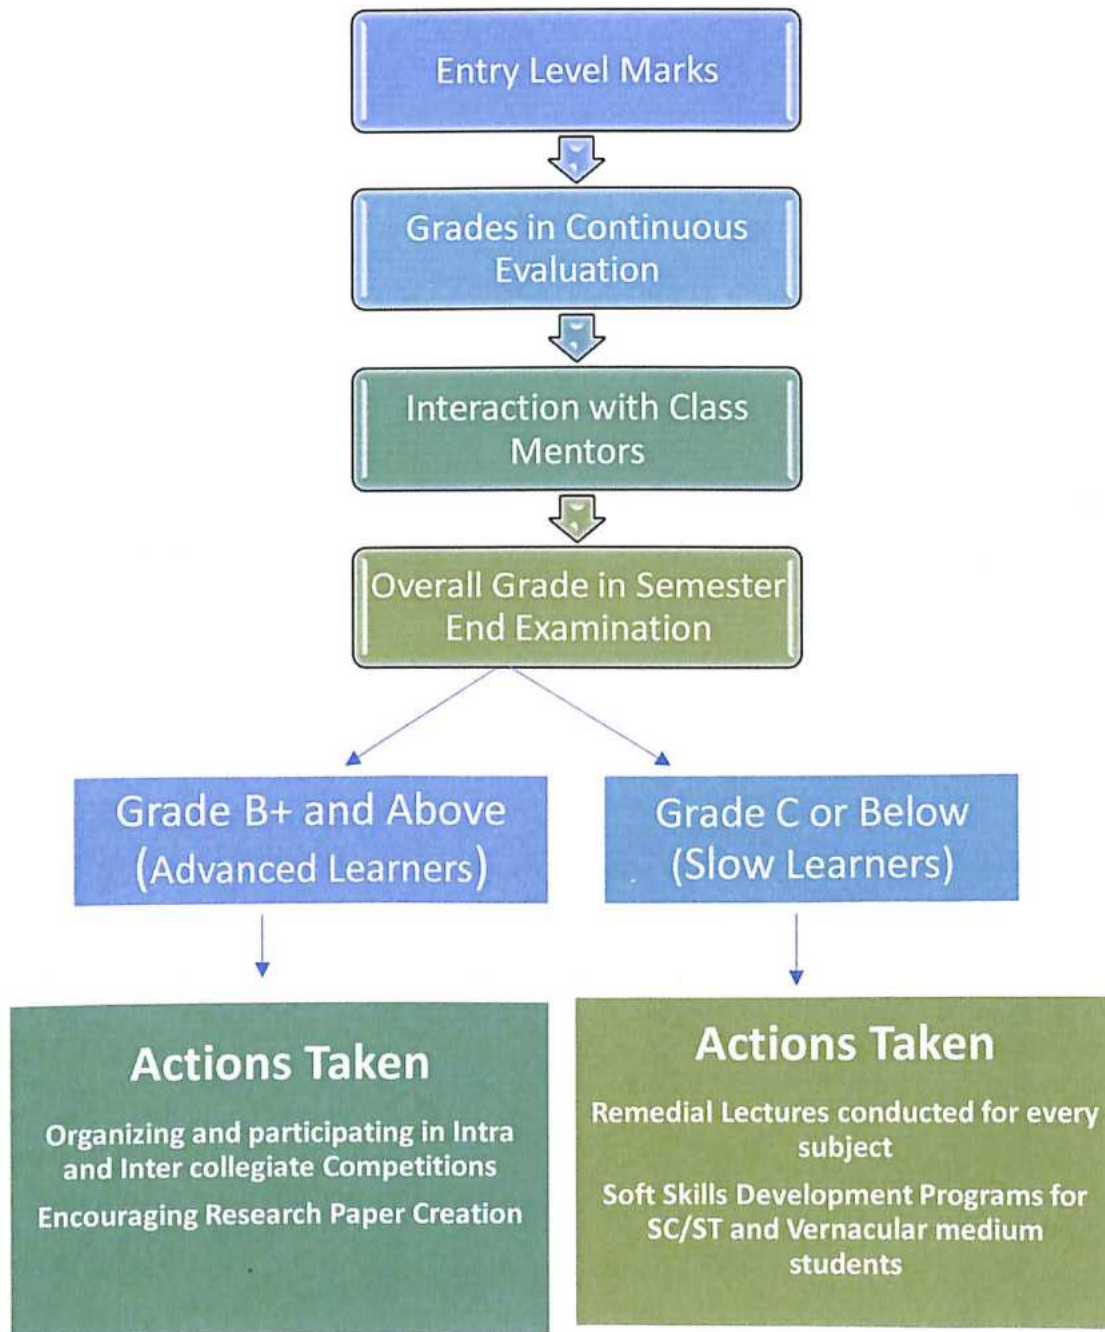 Entry Level Marks
Grades in Continuous
Evaluation
Interaction with Class
Mentors
Overall Grade in Semester
End Examination
Grade B+ and Above
(Advanced Learners)
Grade C or Below
(Slow Learners)
Actions Taken
Organizing and participating in Intra
and Inter collegiate Competitions
Encouraging Research Paper Creation
Actions Taken
Remedial Lectures conducted for every
subject
Soft Skills Development Programs for
SC/ST and Vernacular medium
students